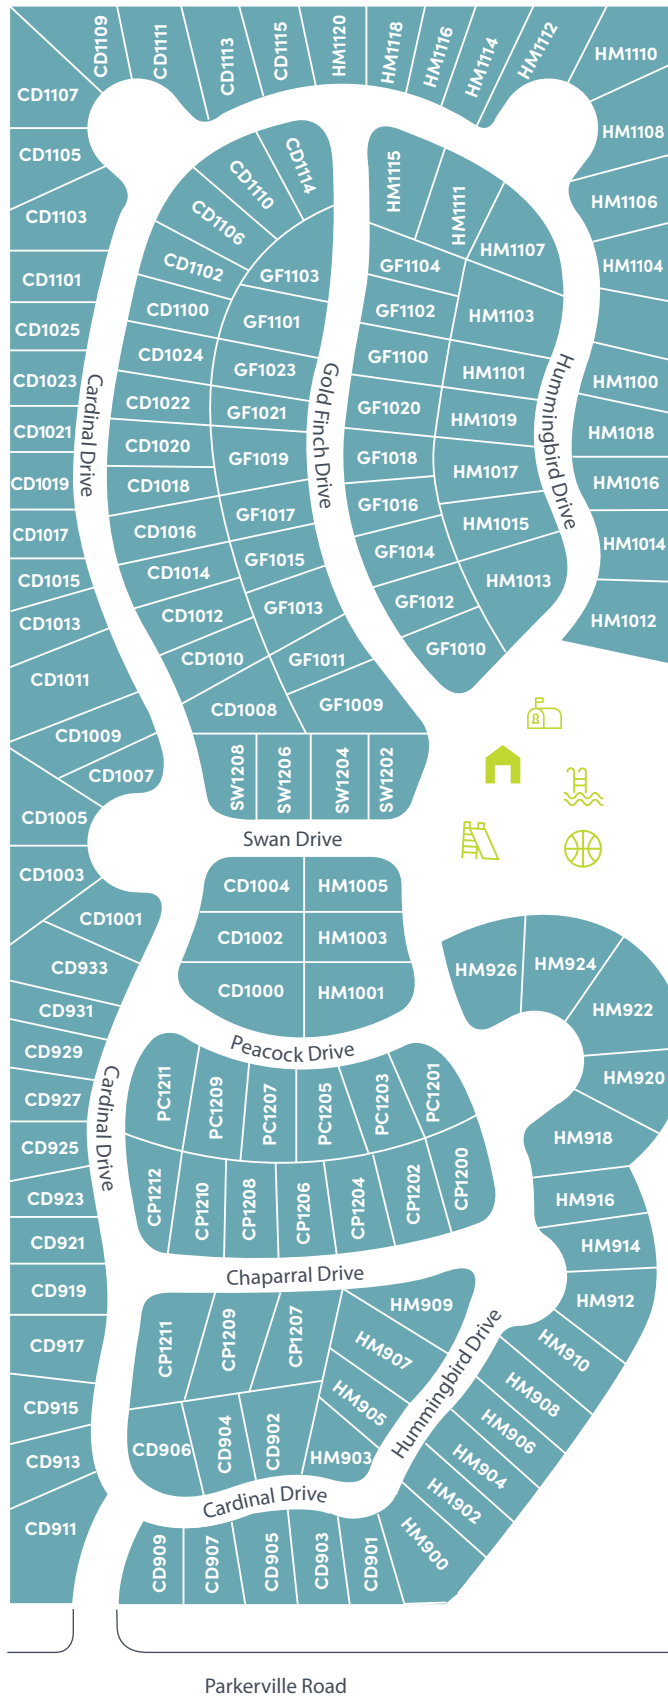 CD1109
CD1111
CD1113
CD1115
HM1120
HM1118
HM1116
HM1114
HM1112
HM1110
CD1107
HM1108
CD1105
CD1114
HM1115
CD1110
HM1111
HM1106
CD1103
CD1106
HM1107
CD1102
GF1103
GF1104
HM1104
CD1101
CD1100
GF1101
GF1102
HM1103
CD1025
CD1024
GF1023
GF1100
HM1101
Hummingbird Drive
HM1100
CD1023
Cardinal Drive
CD1022
GF1021
Gold Finch Drive
GF1020
HM1019
HM1018
CD1021
CD1020
GF1019
GF1018
HM1017
CD1019
CD1018
HM1016
CD1017
CD1016
GF1017
GF1016
HM1015
HM1014
CD1015
CD1014
GF1015
GF1014
HM1013
CD1013
CD1012
GF1013
GF1012
HM1012
CD1011
CD1010
GF1011
GF1010
CD1009
CD1008
GF1009
CD1007
SW1208
SW1206
SW1204
SW1202
CD1005
Swan Drive
CD1003
CD1004
HM1005
CD1001
CD1002
HM1003
CD933
CD1000
HM1001
HM926
HM924
HM922
CD931
CD929
Peacock Drive
HM920
CD927
Cardinal Drive
PC1211
PC1209
PC1207
PC1205
PC1203
PC1201
CD925
HM918
CD923
CP1212
CP1210
CP1208
CP1206
CP1204
CP1202
CP1200
HM916
CD921
HM914
CD919
Chaparral Drive
HM912
CD917
CP1211
CP1209
CP1207
HM909
HM910
HM907
Hummingbird Drive
CD915
HM905
HM908
CD913
CD906
CD904
CD902
HM903
HM906
HM904
CD911
Cardinal Drive
HM902
CD909
CD907
CD905
CD903
CD901
HM900
Parkerville Road